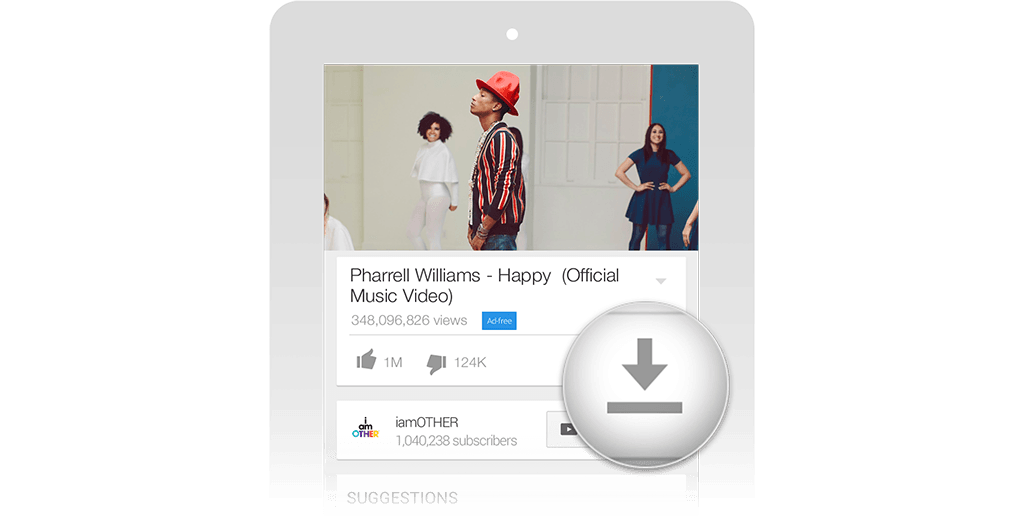 Pharrell Williams - Happy  (Official
Music Video)
348,096,826 views
Ad-free
1M
124K
i
am
OTHER
iamOTHER
1,040,238 subscribers
SUGGESTIONS